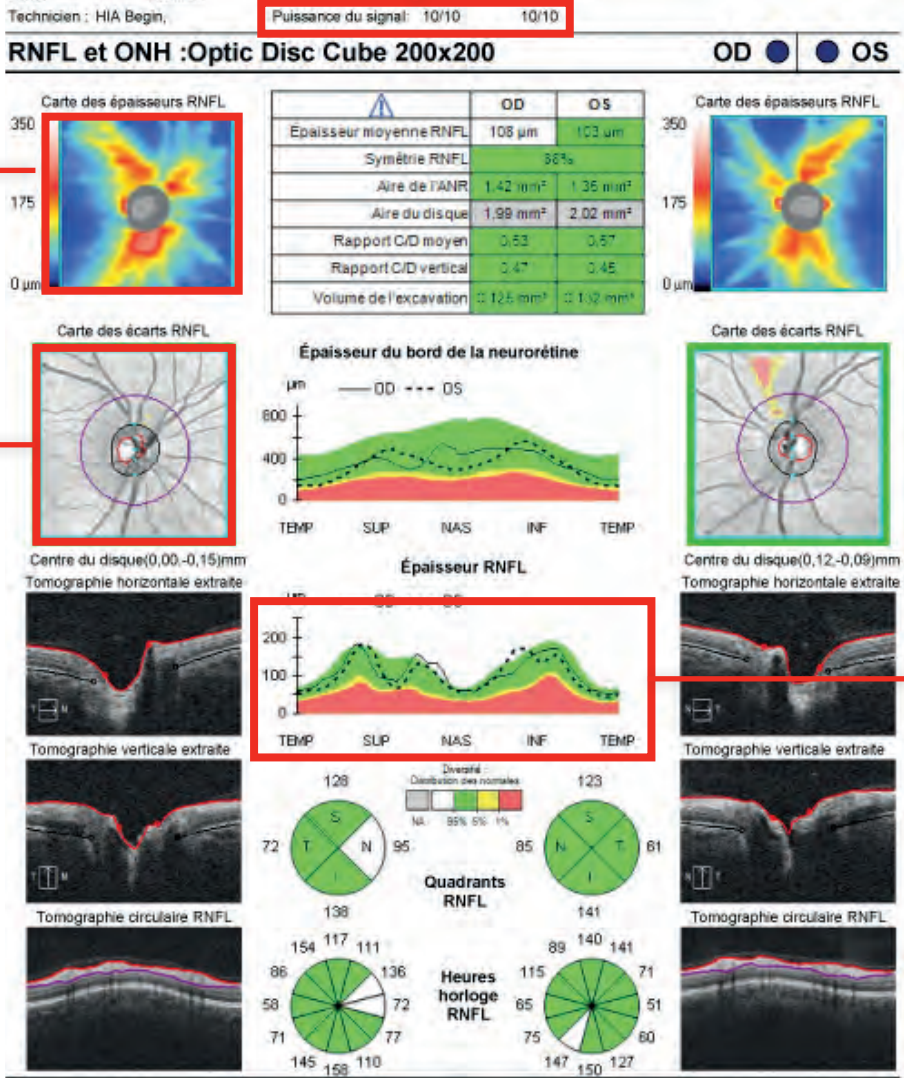 Technicien : HIA Begin,
Puissance du signal: 10/10 10/10
RNFL et ONH :Optic Disc Cube 200x200 OD OS
Carte des épaisseurs RNFL
350
175
0 µm
OD OS
Épaisseur moyenne RNFL 108 µm 103 µm
Symétrie RNFL
Aire de l'ANR 1,42 mm² 1,35 mm²
Aire du disque 1,99 mm² 2,02 mm²
Rapport C/D moyen 0,53 0,57
Rapport C/D vertical 0,47 0,45
Volume de l'excavation
Carte des épaisseurs RNFL
350
175
0 µm
Carte des écarts RNFL
Centre du disque(0,00,-0,15)mm
Épaisseur du bord de la neurorétine
µm OD OS
800
400
0
TEMP SUP NAS INF TEMP
Carte des écarts RNFL
Centre du disque(0,12,-0,09)mm
Épaisseur RNFL
200
100
0
TEMP SUP NAS INF TEMP
Tomographie horizontale extraite
T N
Tomographie horizontale extraite
N T
Tomographie verticale extraite
T N
Tomographie verticale extraite
N T
Diversifié :
Distribution des normales
NA 95% 5% 1%
128
72 S T N I 95
138
123
85 S N T I 61
141
Quadrants
RNFL
Tomographie circulaire RNFL
Tomographie circulaire RNFL
154 117 111
86 136
58 72
71 77
145 158 110
Heures
horloge
RNFL
89 140 141
115 71
65 51
75 60
147 150 127